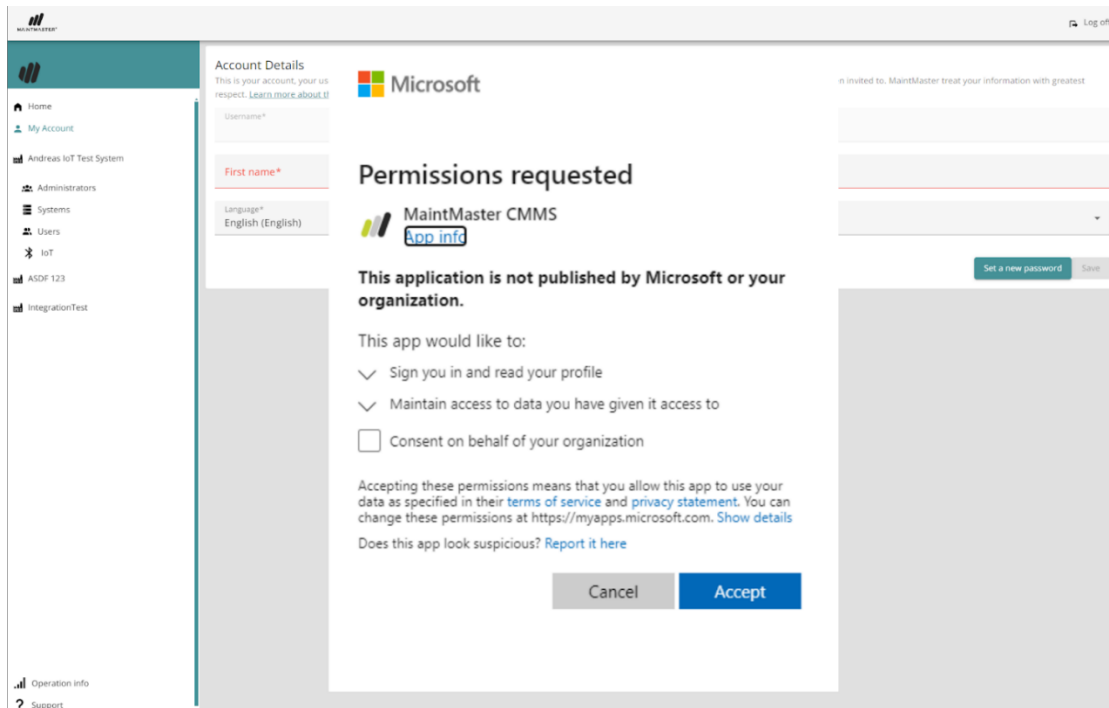 MAINTMASTER
Log off
Home
My Account
Andreas IoT Test System
Administrators
Systems
Users
IoT
ASDF 123
IntegrationTest
Operation info
Support
Account Details
This is your account, your us
n invited to. MaintMaster treat your information with greatest
respect. Learn more about th
Username*
First name*
Language*
English (English)
Set a new password
Save
Microsoft
Permissions requested
MaintMaster CMMS
App info
This application is not published by Microsoft or your
organization.
This app would like to:
Sign you in and read your profile
Maintain access to data you have given it access to
Consent on behalf of your organization
Accepting these permissions means that you allow this app to use your
data as specified in their terms of service and privacy statement. You can
change these permissions at https://myapps.microsoft.com. Show details
Does this app look suspicious? Report it here
Cancel
Accept